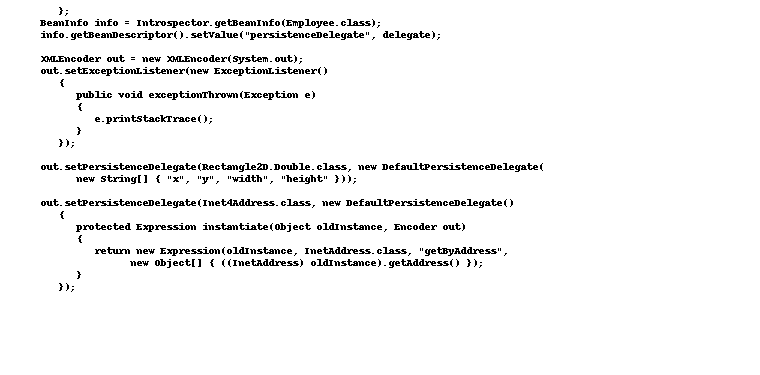 };
BeanInfo info = Introspector.getBeanInfo(Employee.class);
info.getBeanDescriptor().setValue("persistenceDelegate", delegate);
XMLEncoder out = new XMLEncoder(System.out);
out.setExceptionListener(new ExceptionListener()
{
public void exceptionThrown(Exception e)
{
e.printStackTrace();
}
});
out.setPersistenceDelegate(Rectangle2D.Double.class, new DefaultPersistenceDelegate(
new String[] { "x", "y", "width", "height" }));
out.setPersistenceDelegate(Inet4Address.class, new DefaultPersistenceDelegate()
{
protected Expression instantiate(Object oldInstance, Encoder out)
{
return new Expression(oldInstance, InetAddress.class, "getByAddress",
new Object[] { ((InetAddress) oldInstance).getAddress() });
}
});